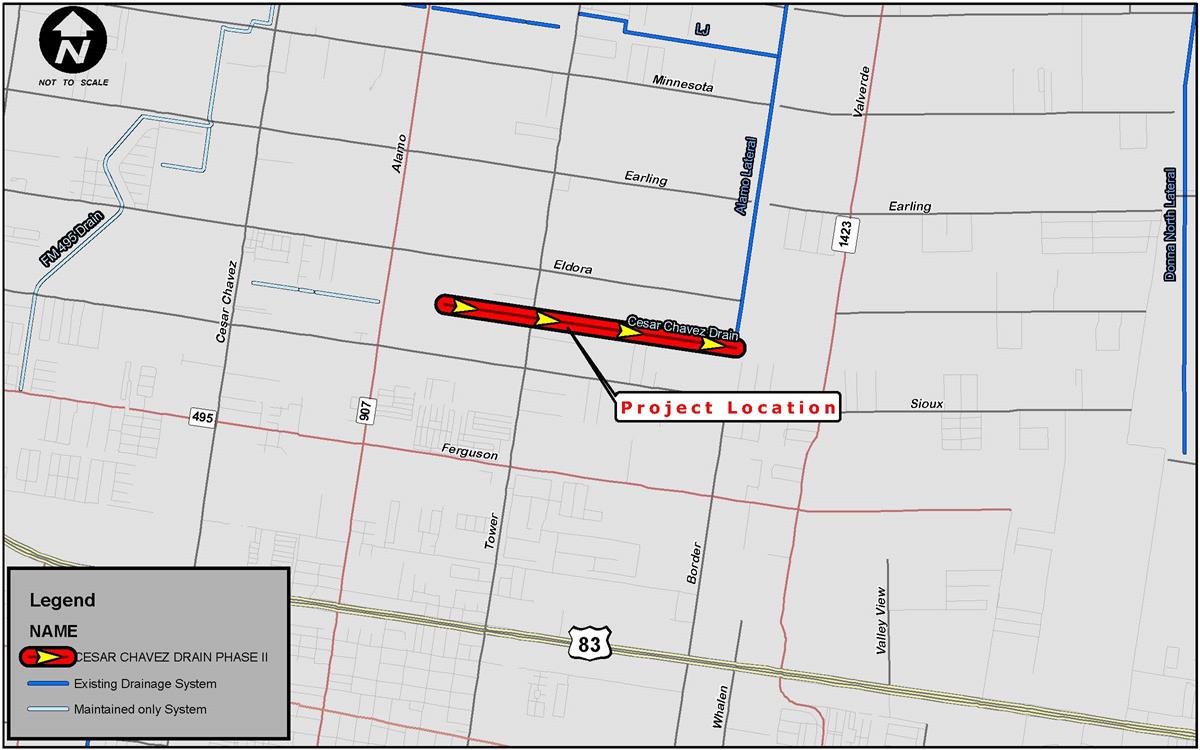 N
NOT TO SCALE
LJ
Minnesota
Valverde
Alamo
Alamo Lateral
Earling
Earling
Donna North Lateral
FM 495 Drain
1423
Cesar Chavez
Eldora
Cesar Chavez Drain
Project Location
Sioux
495
907
Ferguson
Tower
Border
Valley View
83
Whalen
Legend
NAME
CESAR CHAVEZ DRAIN PHASE II
Existing Drainage System
Maintained only System